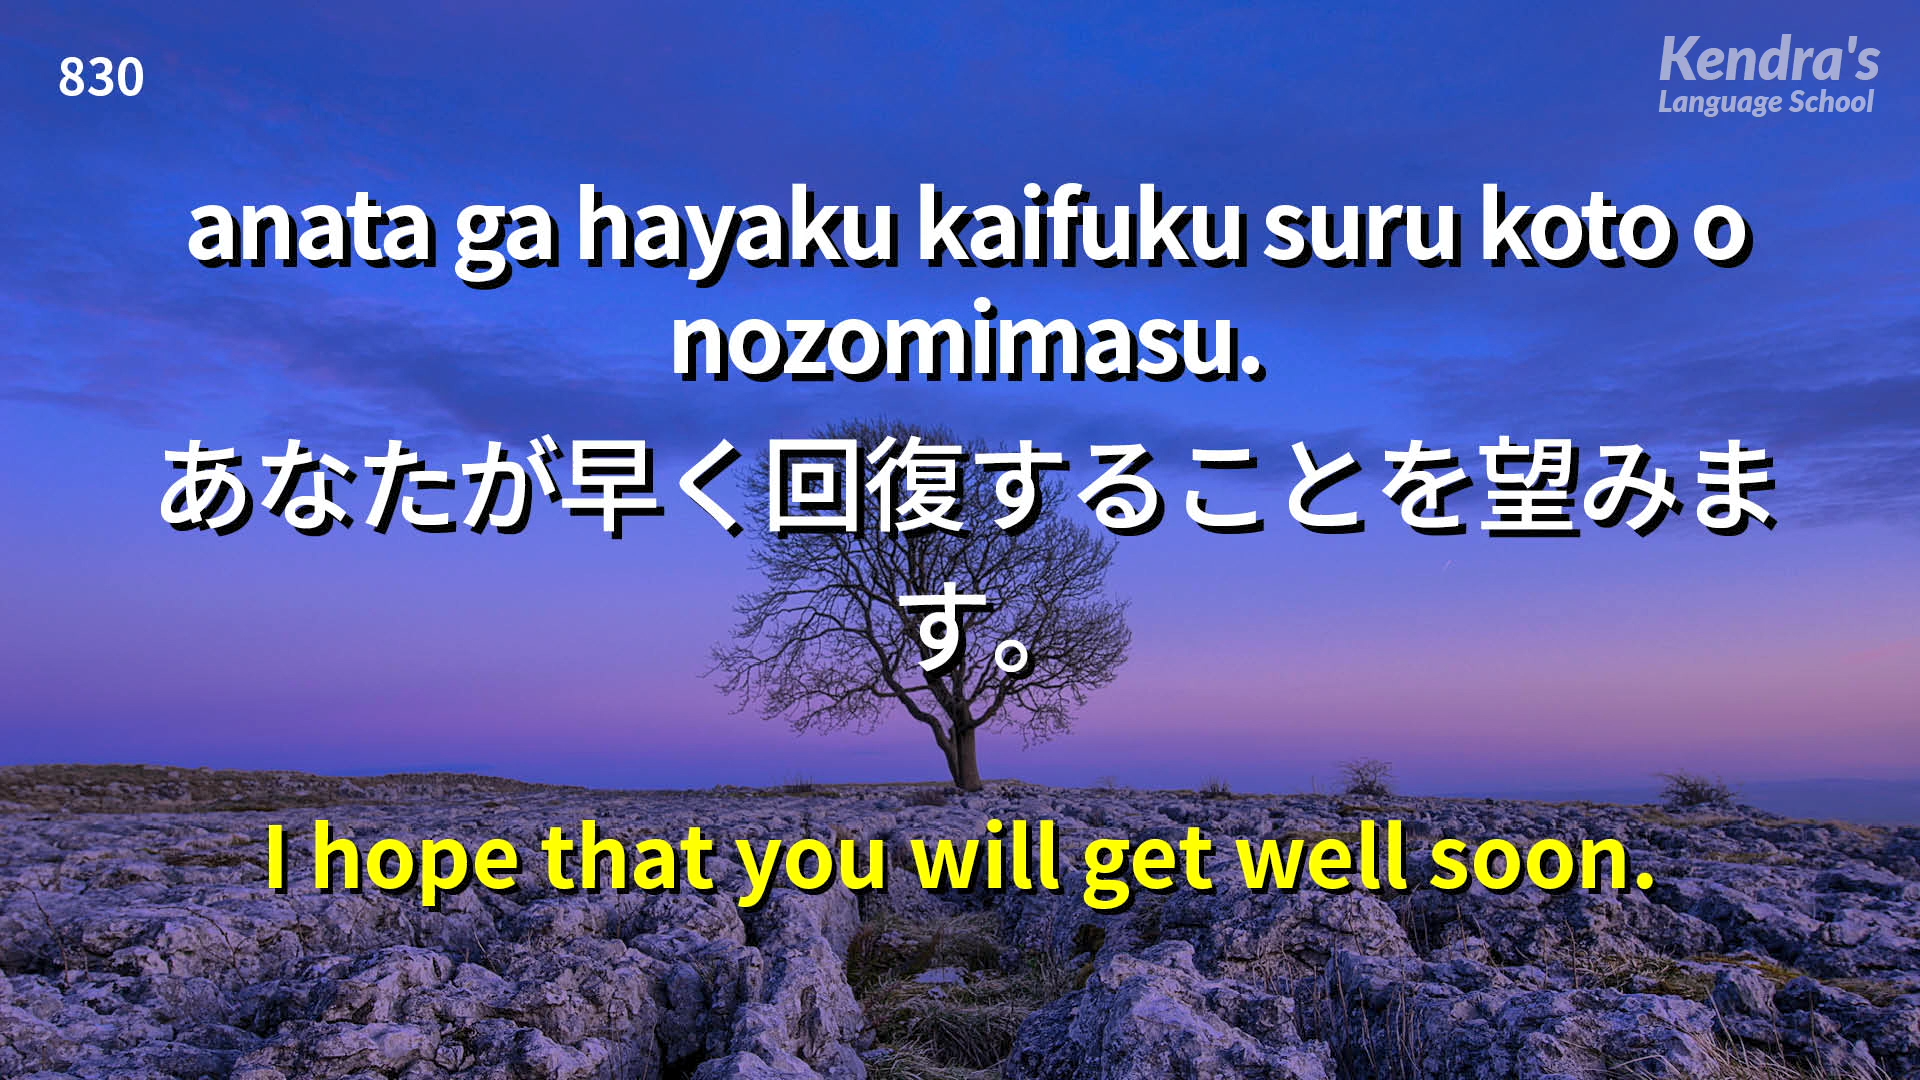 830
Kendra's
Language School
anata ga hayaku kaifuku suru koto o
nozomimasu.
あなたが早く回復することを望みま
す。
I hope that you will get well soon.